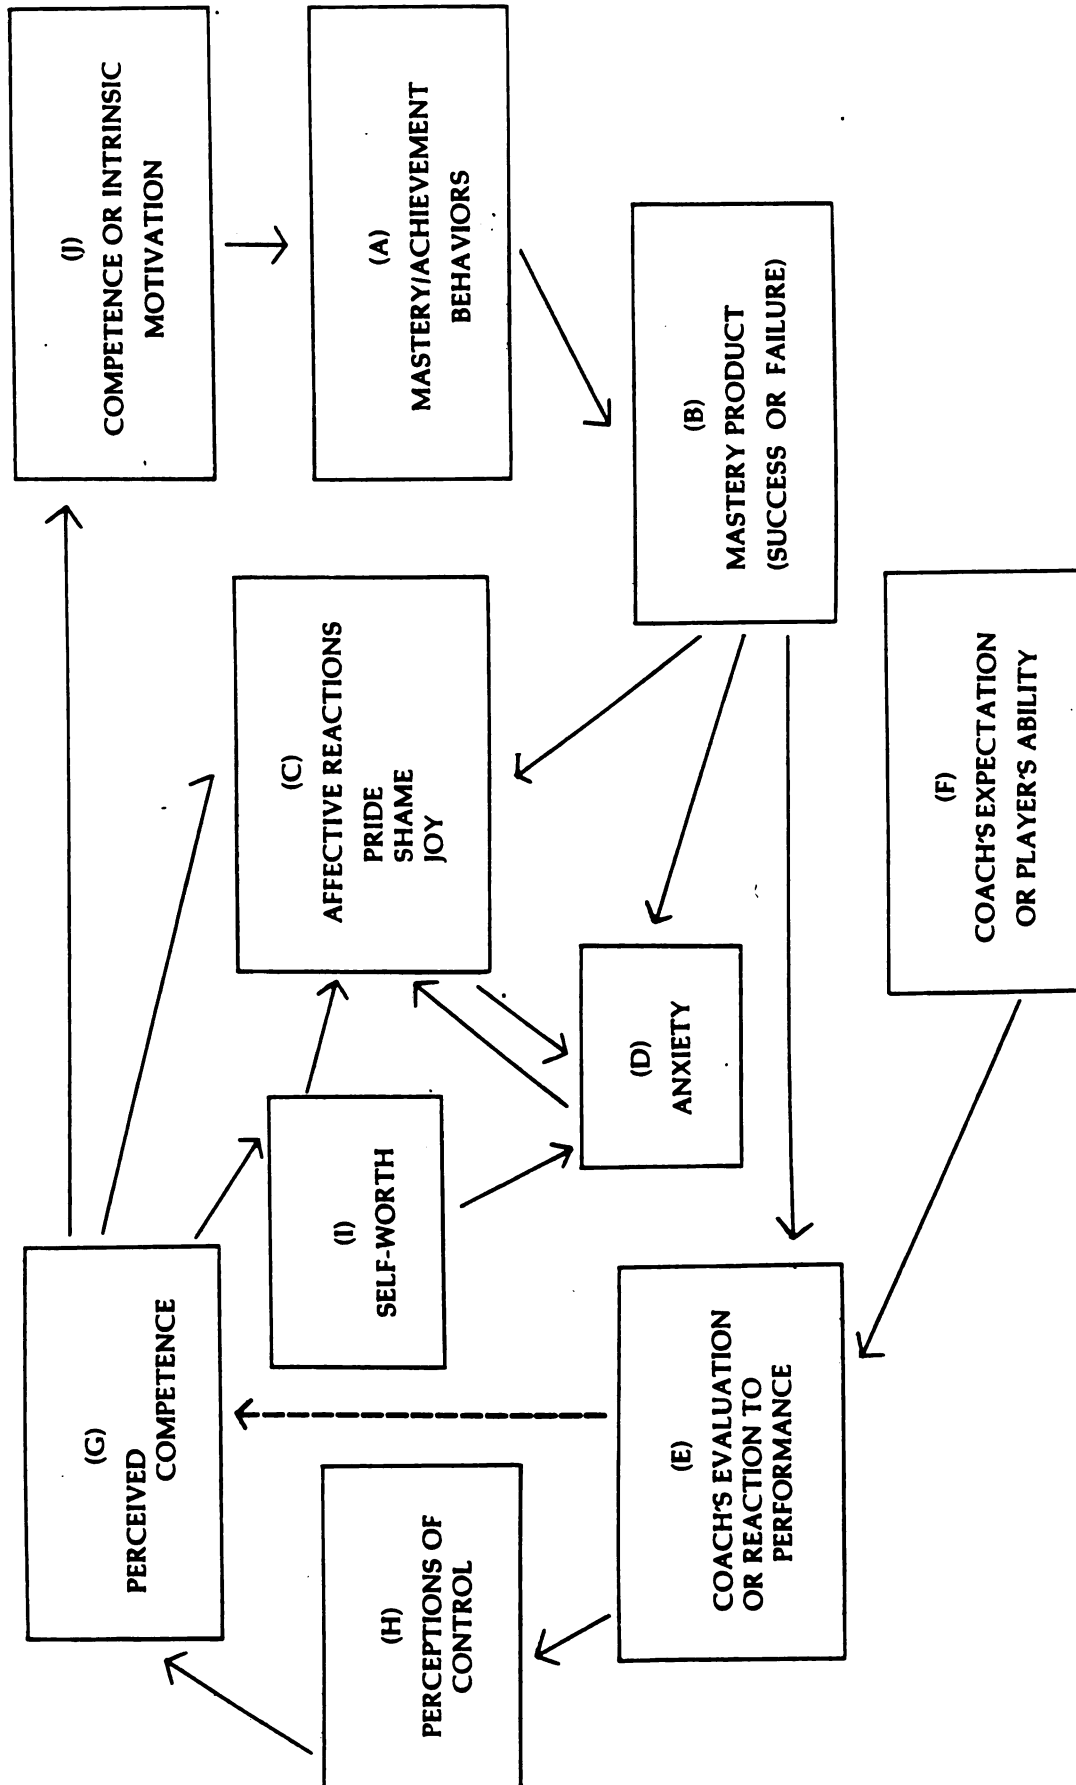 (G)
PERCEIVED
COMPETENCE
(J)
COMPETENCE OR INTRINSIC
MOTIVATION
(H)
PERCEPTIONS OF
CONTROL
(I)
SELF-WORTH
(C)
AFFECTIVE REACTIONS
PRIDE
SHAME
JOY
(A)
MASTERY/ACHIEVEMENT
BEHAVIORS
(E)
COACH'S EVALUATION
OR REACTION TO
PERFORMANCE
(D)
ANXIETY
(B)
MASTERY PRODUCT
(SUCCESS OR FAILURE)
(F)
COACH'S EXPECTATION
OR PLAYER'S ABILITY